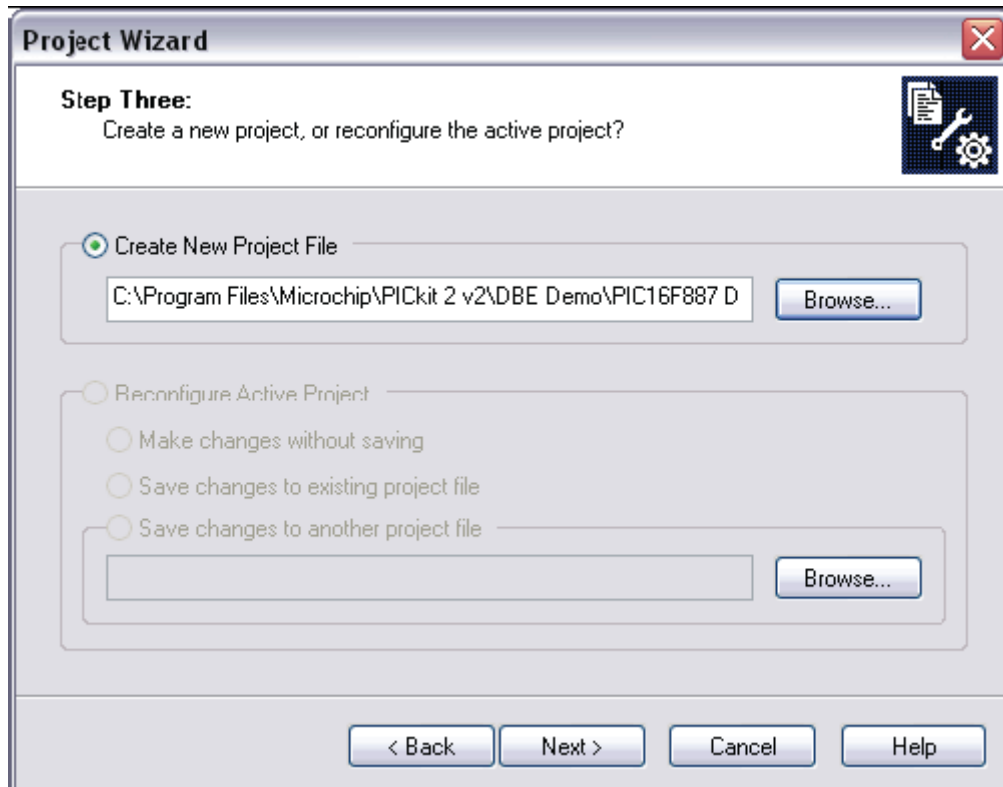 Project Wizard
Step Three:
Create a new project, or reconfigure the active project?
Create New Project File
C:\Program Files\Microchip\PICkit 2 v2\DBE Demo\PIC16F887 D
Browse...
Reconfigure Active Project
Make changes without saving
Save changes to existing project file
Save changes to another project file
Browse...
< Back
Next >
Cancel
Help